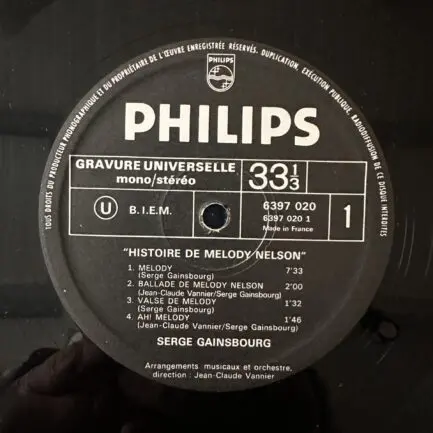 TOUS DROITS DU PRODUCTEUR PHONOGRAPHIQUE ET DU PROPRIÉTAIRE DE L'ŒUVRE ENREGISTRÉE RÉSERVÉS. DUPLICATION, EXÉCUTION PUBLIQUE, RADIODIFFUSION DE CE DISQUE INTERDITES
PHILIPS
PHILIPS
GRAVURE UNIVERSELLE
mono/stéréo
33 1/3
U B.I.E.M.
6397 020
6397 020 1
Made in France
1
"HISTOIRE DE MELODY NELSON"
1. MELODY 7'33
(Serge Gainsbourg)
2. BALLADE DE MELODY NELSON 2'00
(Jean-Claude Vannier/Serge Gainsbourg)
3. VALSE DE MELODY 1'32
(Serge Gainsbourg)
4. AH! MELODY 1'46
(Jean-Claude Vannier/Serge Gainsbourg)
SERGE GAINSBOURG
Arrangements musicaux et orchestre,
direction : Jean-Claude Vannier